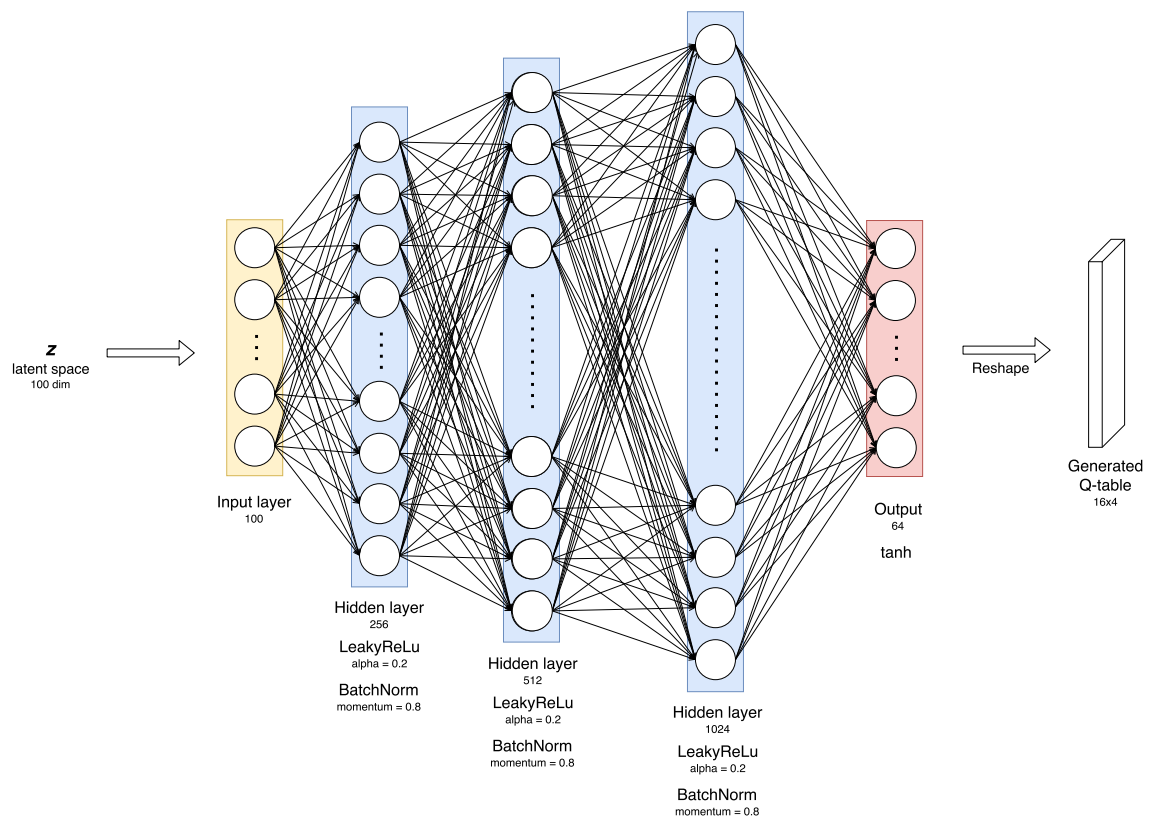 z
latent space
100 dim
Input layer
100
Hidden layer
256
LeakyReLu
alpha = 0.2
BatchNorm
momentum = 0.8
Hidden layer
512
LeakyReLu
alpha = 0.2
BatchNorm
momentum = 0.8
Hidden layer
1024
LeakyReLu
alpha = 0.2
BatchNorm
momentum = 0.8
Output
64
tanh
Reshape
Generated
Q-table
16x4